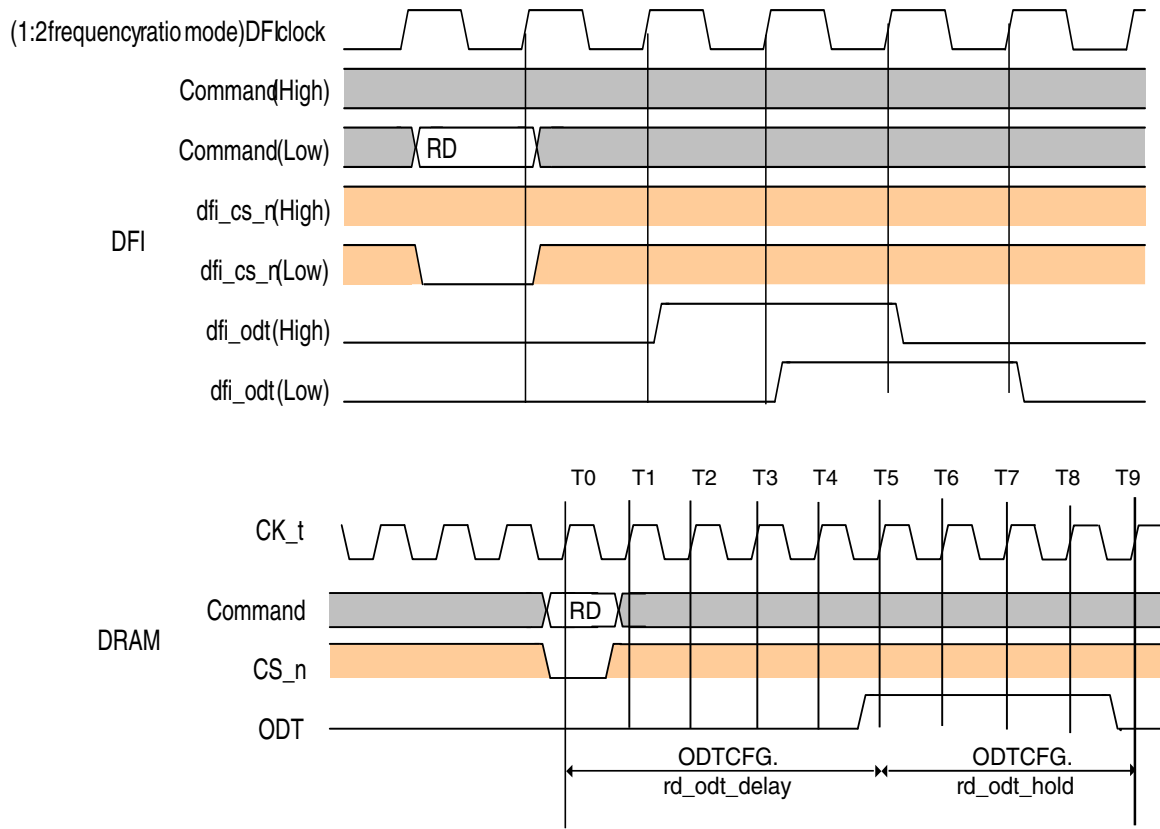 (1:2frequencyratio mode)DFIclock
Command(High)
Command(Low)
RD
dfi_cs_n(High)
DFI
dfi_cs_n(Low)
dfi_odt(High)
dfi_odt(Low)
T0 T1 T2 T3 T4 T5 T6 T7 T8 T9
CK_t
Command
RD
DRAM
CS_n
ODT
ODTCFG. ODTCFG.
rd_odt_delay rd_odt_hold